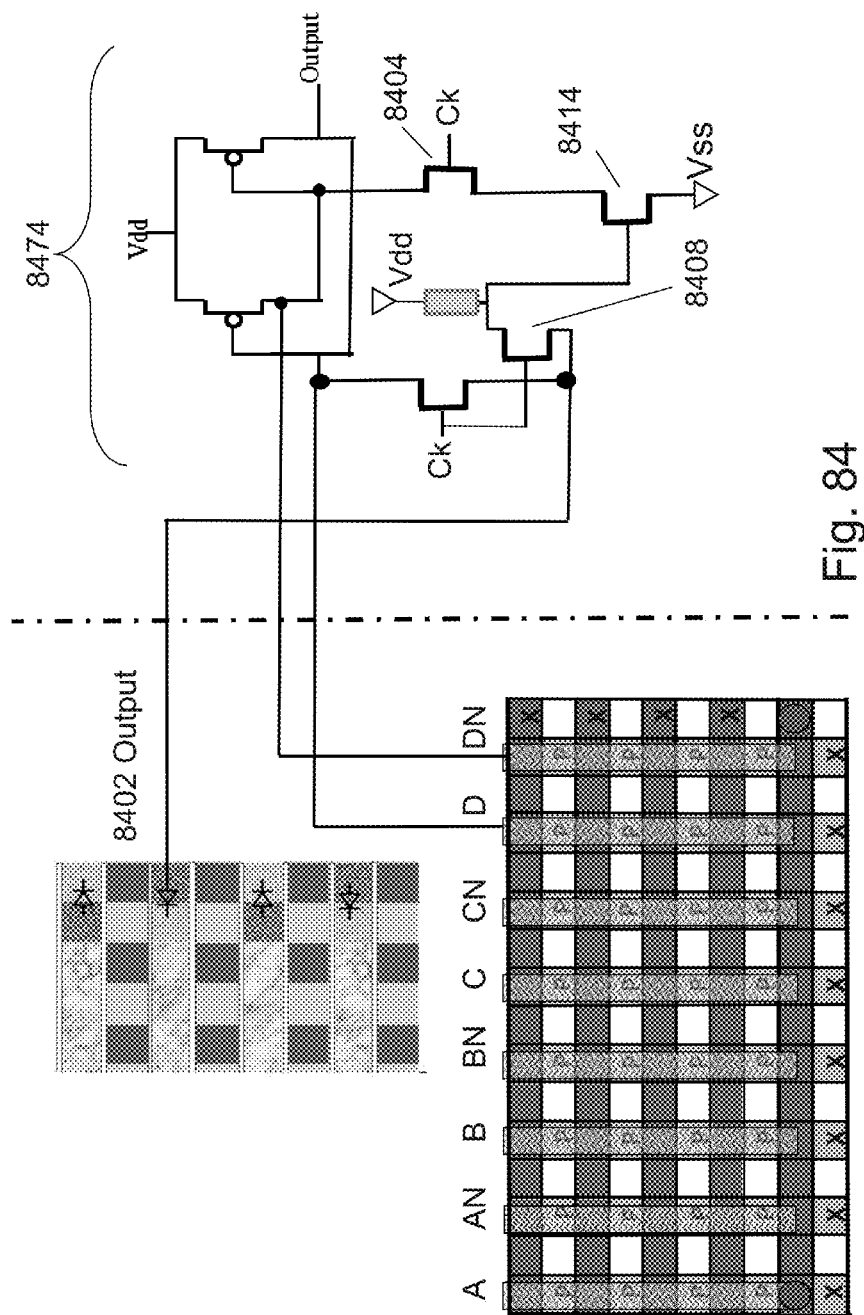 8474
Vdd
Output
8404
Ck
Vdd
Ck
8414
Vss
8408
8402 Output
A AN B BN C CN D DN
X X X X
P P P P P P P
P P P P P P P
P P P P P P P
P P P P P P P
X X X X X X X X
Fig. 84